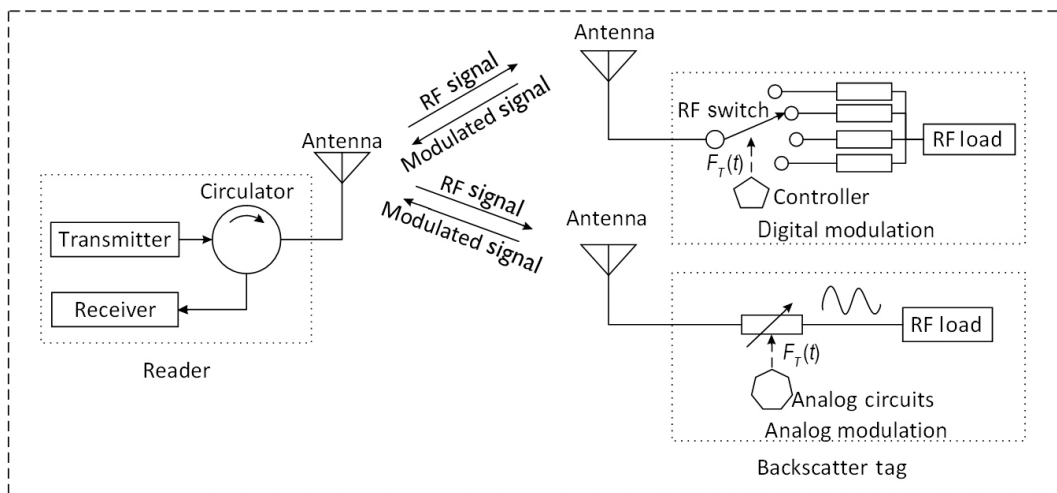 Antenna
RF signal
Modulated signal
RF switch
F_T(t)
RF load
Controller
Digital modulation
Antenna
Circulator
Transmitter
Receiver
Reader
RF signal
Modulated signal
Antenna
RF load
F_T(t)
Analog circuits
Analog modulation
Backscatter tag